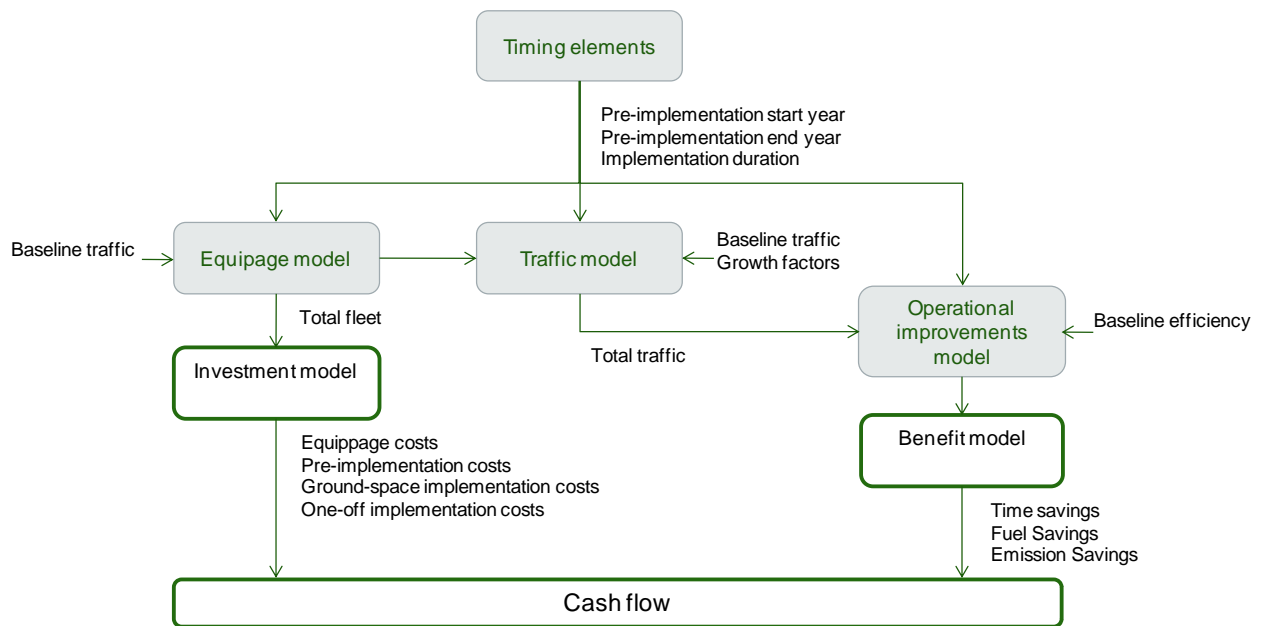 Timing elements
Pre-implementation start year
Pre-implementation end year
Implementation duration
Baseline traffic
Equipage model
Traffic model
Baseline traffic
Growth factors
Total fleet
Total traffic
Operational
improvements
model
Baseline efficiency
Investment model
Benefit model
Equippage costs
Pre-implementation costs
Ground-space implementation costs
One-off implementation costs
Time savings
Fuel Savings
Emission Savings
Cash flow